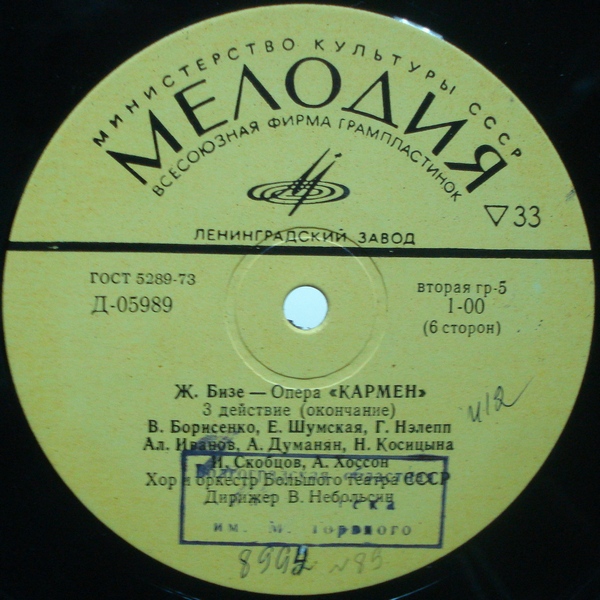 МИНИСТЕРСТВО КУЛЬТУРЫ СССР
МЕЛОДИЯ
ВСЕСОЮЗНАЯ ФИРМА ГРАМПЛАСТИНОК
▽33
ЛЕНИНГРАДСКИЙ ЗАВОД
ГОСТ 5289-73
Д-05989
вторая гр-5
1-00
(6 сторон)
Ж. Бизе — Опера «КАРМЕН»
3 действие (окончание)
В. Борисенко, Е. Шумская, Г. Нэлепп
Ал. Иванов, А. Думанян, Н. Косицына
И. Скобцов, А. Хоссон
Хор и оркестр Большого театра СССР
Дирижер В. Небольсин
им. М. Горького